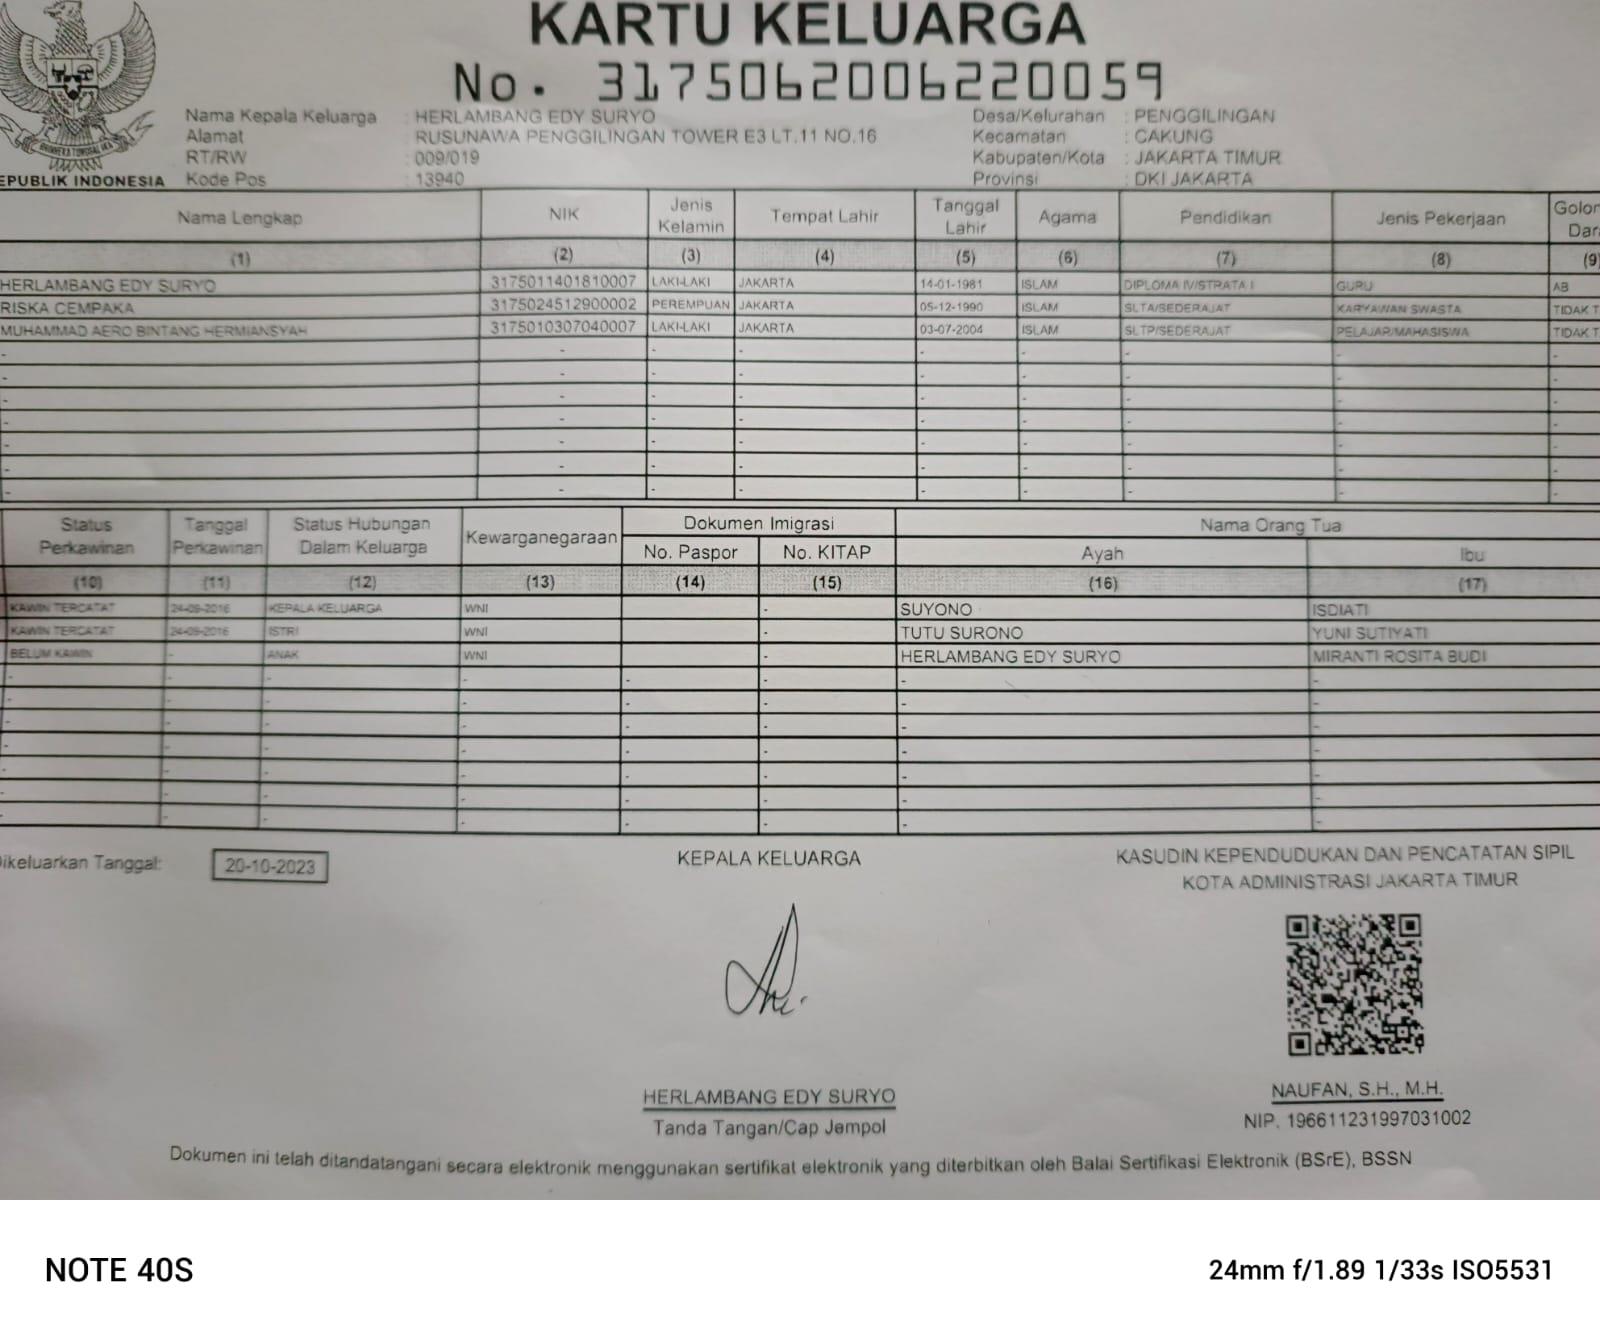 KARTU KELUARGA
No. 3175062006220059
Nama Kepala Keluarga : HERLAMBANG EDY SURYO
Alamat : RUSUNAWA PENGGILINGAN TOWER E3 LT.11 NO.16
RT/RW : 009/019
Kode Pos : 13940
Desa/Kelurahan : PENGGILINGAN
Kecamatan : CAKUNG
Kabupaten/Kota : JAKARTA TIMUR
Provinsi : DKI JAKARTA
BHINNEKA TUNGGAL IKA
EPUBLIK INDONESIA
Nama Lengkap NIK Jenis Kelamin Tempat Lahir Tanggal Lahir Agama Pendidikan Jenis Pekerjaan Golon Dar
(1) (2) (3) (4) (5) (6) (7) (8) (9
HERLAMBANG EDY SURYO 3175011401810007 LAKI-LAKI JAKARTA 14-01-1981 ISLAM DIPLOMA IV/STRATA I GURU AB
RISKA CEMPAKA 3175024512900002 PEREMPUAN JAKARTA 05-12-1990 ISLAM SLTA/SEDERAJAT KARYAWAN SWASTA TIDAK T
MUHAMMAD AERO BINTANG HERMIANSYAH 3175010307040007 LAKI-LAKI JAKARTA 03-07-2004 ISLAM SLTP/SEDERAJAT PELAJAR/MAHASISWA TIDAK T
- - - - - - - - -
- - - - - - - - -
- - - - - - - - -
- - - - - - - - -
- - - - - - - - -
- - - - - - - - -
- - - - - - - - -
Status Perkawinan Tanggal Perkawinan Status Hubungan Dalam Keluarga Kewarganegaraan Dokumen Imigrasi Nama Orang Tua
No. Paspor No. KITAP Ayah Ibu
(10) (11) (12) (13) (14) (15) (16) (17)
KAWIN TERCATAT 24-09-2016 KEPALA KELUARGA WNI - SUYONO ISDIATI
KAWIN TERCATAT 24-09-2016 ISTRI WNI - TUTU SURONO YUNI SUTIYATI
BELUM KAWIN - ANAK WNI - HERLAMBANG EDY SURYO MIRANTI ROSITA BUDI
- - - - - - - -
- - - - - - - -
- - - - - - - -
- - - - - - - -
- - - - - - - -
- - - - - - - -
- - - - - - - -
Dikeluarkan Tanggal: 20-10-2023
KEPALA KELUARGA
HERLAMBANG EDY SURYO
Tanda Tangan/Cap Jempol
KASUDIN KEPENDUDUKAN DAN PENCATATAN SIPIL
KOTA ADMINISTRASI JAKARTA TIMUR
NAUFAN, S.H., M.H.
NIP. 196611231997031002
Dokumen ini telah ditandatangani secara elektronik menggunakan sertifikat elektronik yang diterbitkan oleh Balai Sertifikasi Elektronik (BSrE), BSSN
NOTE 40S
24mm f/1.89 1/33s ISO5531